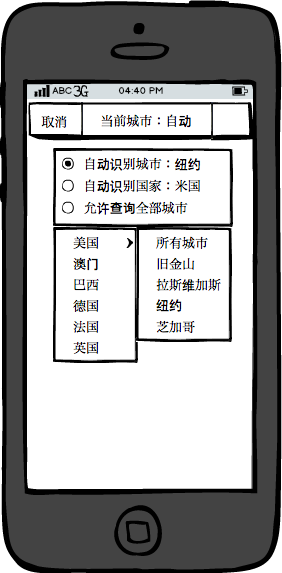 ABC 3G 04:40 PM
取消 当前城市：自动
自动识别城市：纽约
自动识别国家：米国
允许查询全部城市
美国
澳门
巴西
德国
法国
英国
所有城市
旧金山
拉斯维加斯
纽约
芝加哥